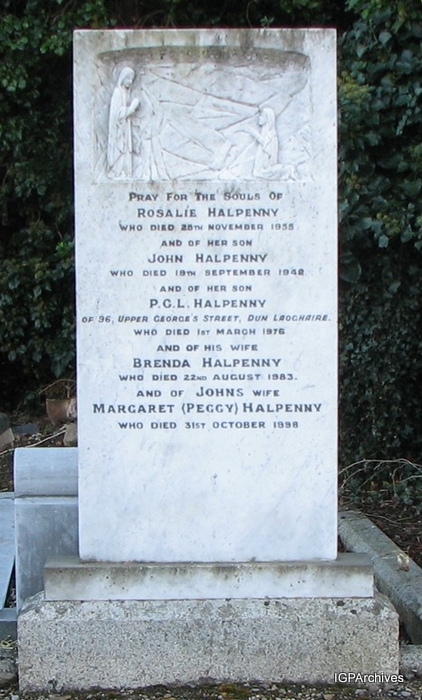 Pray For The Souls Of
Rosalie Halpenny
who died 28th November 1955
and of her son
John Halpenny
who died 19th September 1942
and of her son
P.G.L. Halpenny
of 96, Upper George's Street, Dun Laoghaire.
who died 1st March 1976
and of his wife
Brenda Halpenny
who died 22nd August 1983.
and of Johns wife
Margaret (Peggy) Halpenny
who died 31st October 1998
IGPArchives